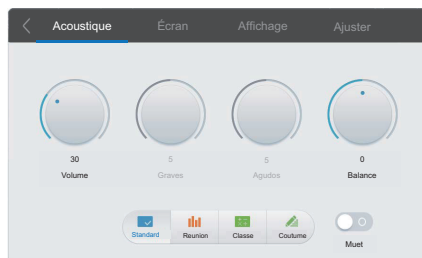 Acoustique Écran Affichage Ajuster
30 5 5 0
Volume Graves Agudos Balance
Standard Reunion Classe Coutume
Muet